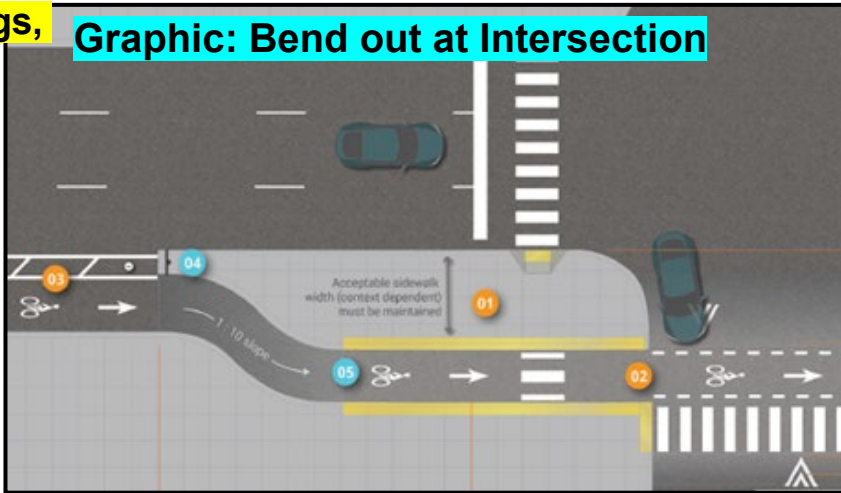 gs,
Graphic: Bend out at Intersection
03
04
Acceptable sidewalk
width (context dependent)
must be maintained
01
1 : 10 slope
05
02